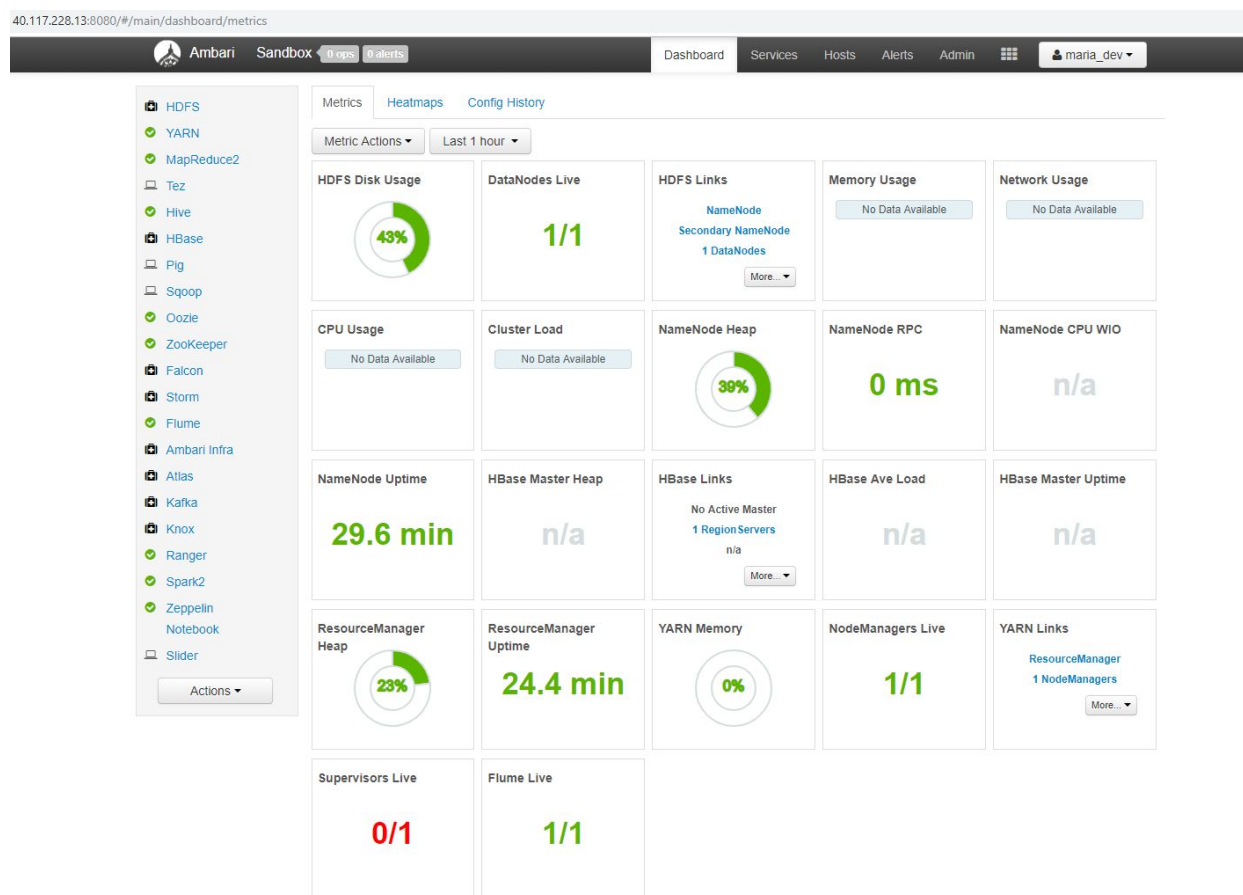 40.117.228.13:8080/#/main/dashboard/metrics
Ambari Sandbox 0 ops 0 alerts Dashboard Services Hosts Alerts Admin maria_dev
HDFS
YARN
MapReduce2
Tez
Hive
HBase
Pig
Sqoop
Oozie
ZooKeeper
Falcon
Storm
Flume
Ambari Infra
Atlas
Kafka
Knox
Ranger
Spark2
Zeppelin
Notebook
Slider
Actions
Metrics Heatmaps Config History
Metric Actions Last 1 hour
HDFS Disk Usage
43%
DataNodes Live
1/1
HDFS Links
NameNode
Secondary NameNode
1 DataNodes
More...
Memory Usage
No Data Available
Network Usage
No Data Available
CPU Usage
No Data Available
Cluster Load
No Data Available
NameNode Heap
39%
NameNode RPC
0 ms
NameNode CPU WIO
n/a
NameNode Uptime
29.6 min
HBase Master Heap
n/a
HBase Links
No Active Master
1 RegionServers
n/a
More...
HBase Ave Load
n/a
HBase Master Uptime
n/a
ResourceManager
Heap
23%
ResourceManager
Uptime
24.4 min
YARN Memory
0%
NodeManagers Live
1/1
YARN Links
ResourceManager
1 NodeManagers
More...
Supervisors Live
0/1
Flume Live
1/1